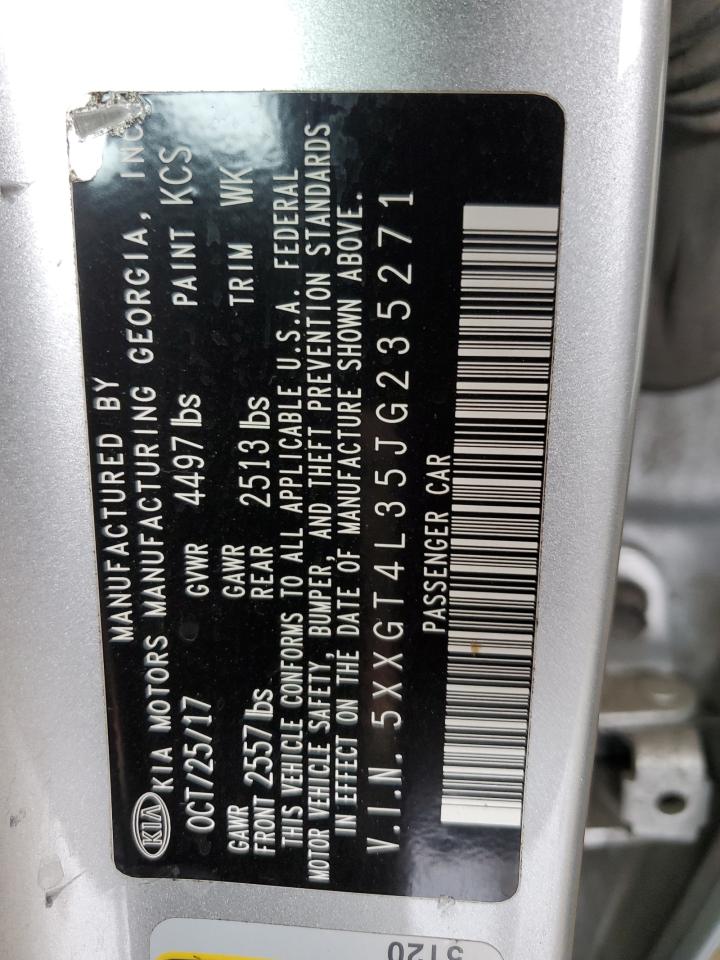 MANUFACTURED BY
KIA KIA MOTORS MANUFACTURING GEORGIA, INC
OCT/25/17 GVWR 4497 lbs PAINT KCS
GAWR FRONT 2557 lbs GAWR REAR 2513 lbs TRIM WK
THIS VEHICLE CONFORMS TO ALL APPLICABLE U.S.A. FEDERAL
MOTOR VEHICLE SAFETY, BUMPER, AND THEFT PREVENTION STANDARDS
IN EFFECT ON THE DATE OF MANUFACTURE SHOWN ABOVE.
V.I.N. 5XXGT4L35JG235271
PASSENGER CAR
5120